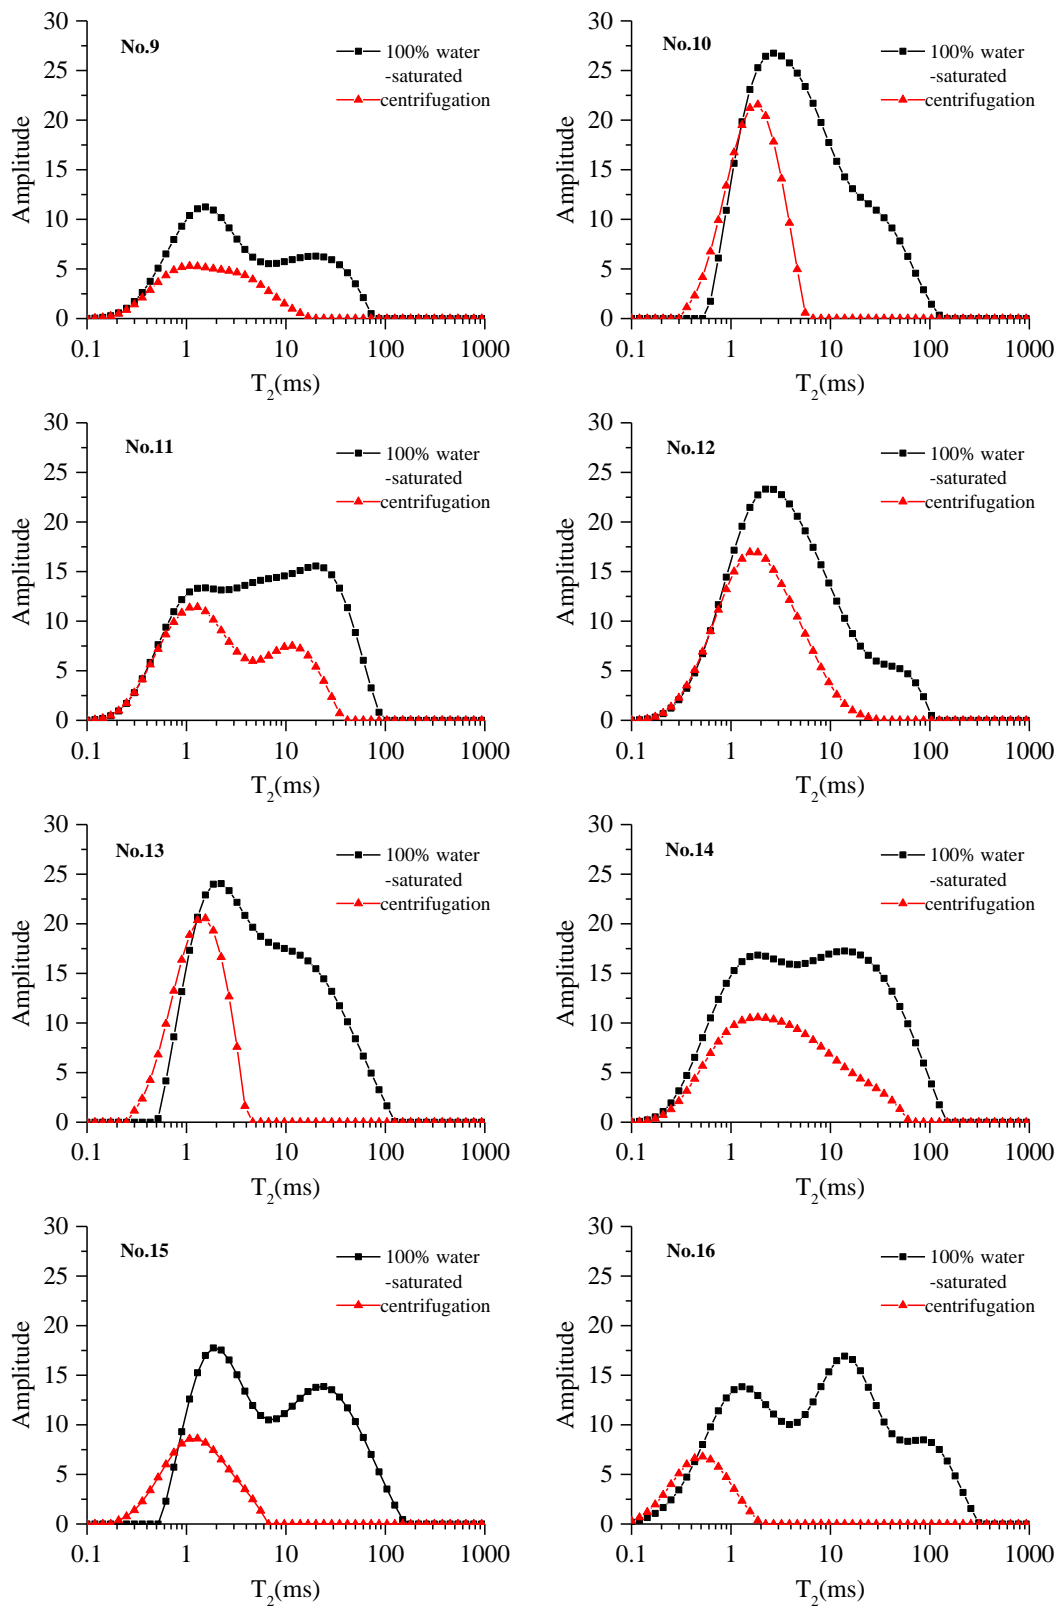 No.9
100% water
-saturated
centrifugation
Amplitude
30
25
20
15
10
5
0
0.1 1 10 100 1000
T2(ms)
No.10
100% water
-saturated
centrifugation
Amplitude
30
25
20
15
10
5
0
0.1 1 10 100 1000
T2(ms)
No.11
100% water
-saturated
centrifugation
Amplitude
30
25
20
15
10
5
0
0.1 1 10 100 1000
T2(ms)
No.12
100% water
-saturated
centrifugation
Amplitude
30
25
20
15
10
5
0
0.1 1 10 100 1000
T2(ms)
No.13
100% water
-saturated
centrifugation
Amplitude
30
25
20
15
10
5
0
0.1 1 10 100 1000
T2(ms)
No.14
100% water
-saturated
centrifugation
Amplitude
30
25
20
15
10
5
0
0.1 1 10 100 1000
T2(ms)
No.15
100% water
-saturated
centrifugation
Amplitude
30
25
20
15
10
5
0
0.1 1 10 100 1000
T2(ms)
No.16
100% water
-saturated
centrifugation
Amplitude
30
25
20
15
10
5
0
0.1 1 10 100 1000
T2(ms)